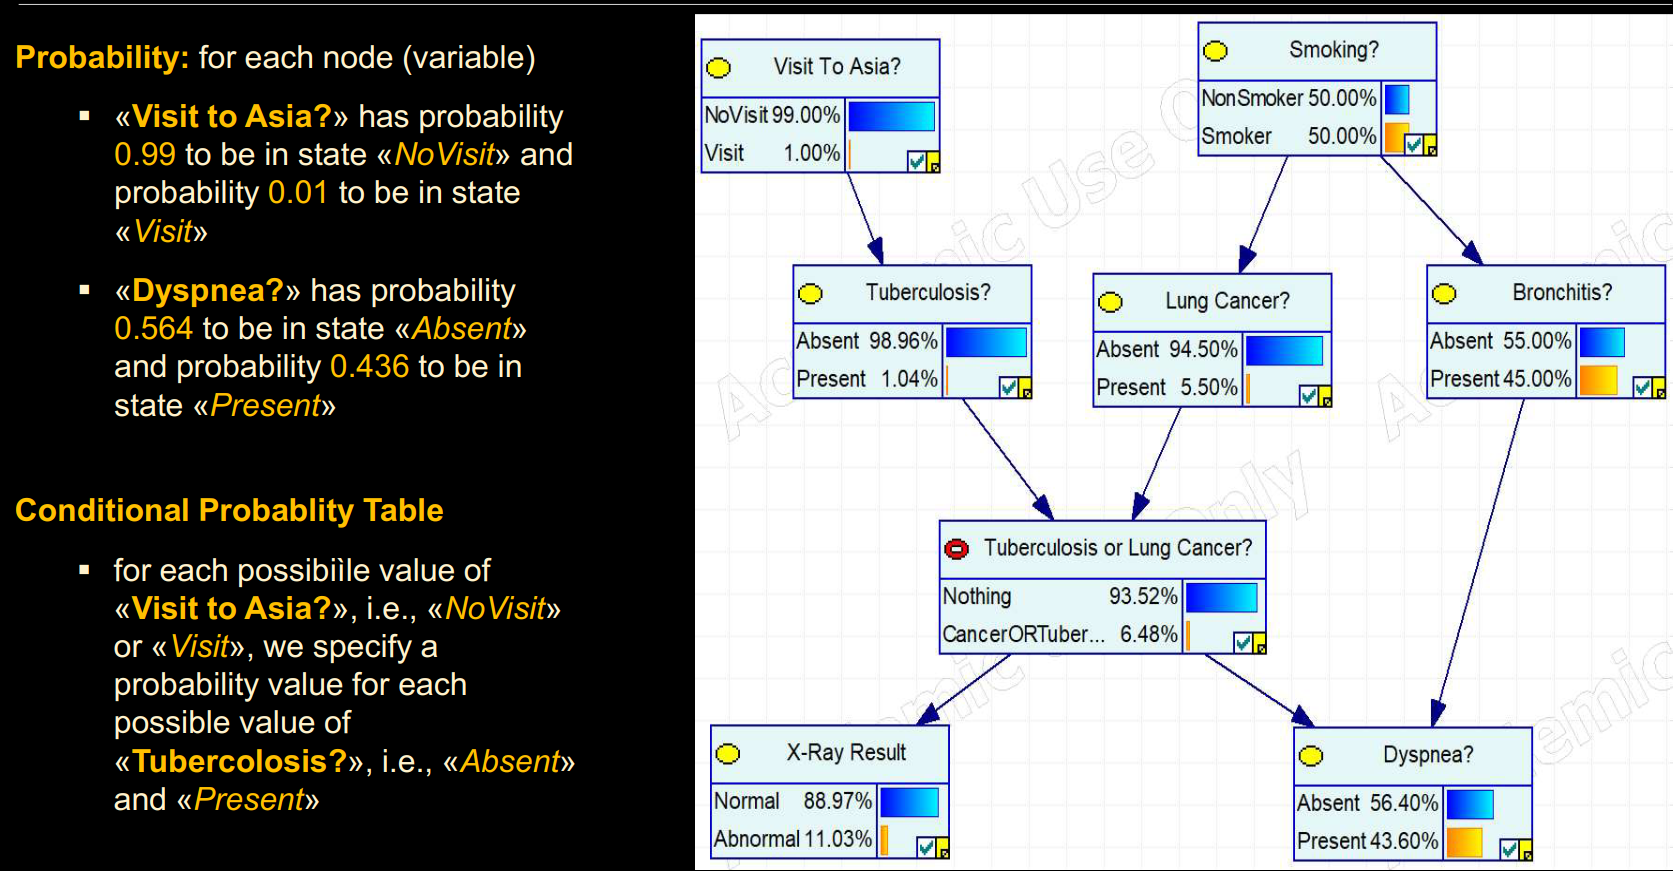 Probability: for each node (variable)
▪ «Visit to Asia?» has probability
0.99 to be in state «NoVisit» and
probability 0.01 to be in state
«Visit»
▪ «Dyspnea?» has probability
0.564 to be in state «Absent»
and probability 0.436 to be in
state «Present»
Conditional Probablity Table
▪ for each possibiìle value of
«Visit to Asia?», i.e., «NoVisit»
or «Visit», we specify a
probability value for each
possible value of
«Tubercolosis?», i.e., «Absent»
and «Present»
Visit To Asia?
NoVisit 99.00%
Visit 1.00%
Smoking?
NonSmoker 50.00%
Smoker 50.00%
Tuberculosis?
Absent 98.96%
Present 1.04%
Lung Cancer?
Absent 94.50%
Present 5.50%
Bronchitis?
Absent 55.00%
Present 45.00%
Tuberculosis or Lung Cancer?
Nothing 93.52%
CancerORTuber... 6.48%
X-Ray Result
Normal 88.97%
Abnormal 11.03%
Dyspnea?
Absent 56.40%
Present 43.60%